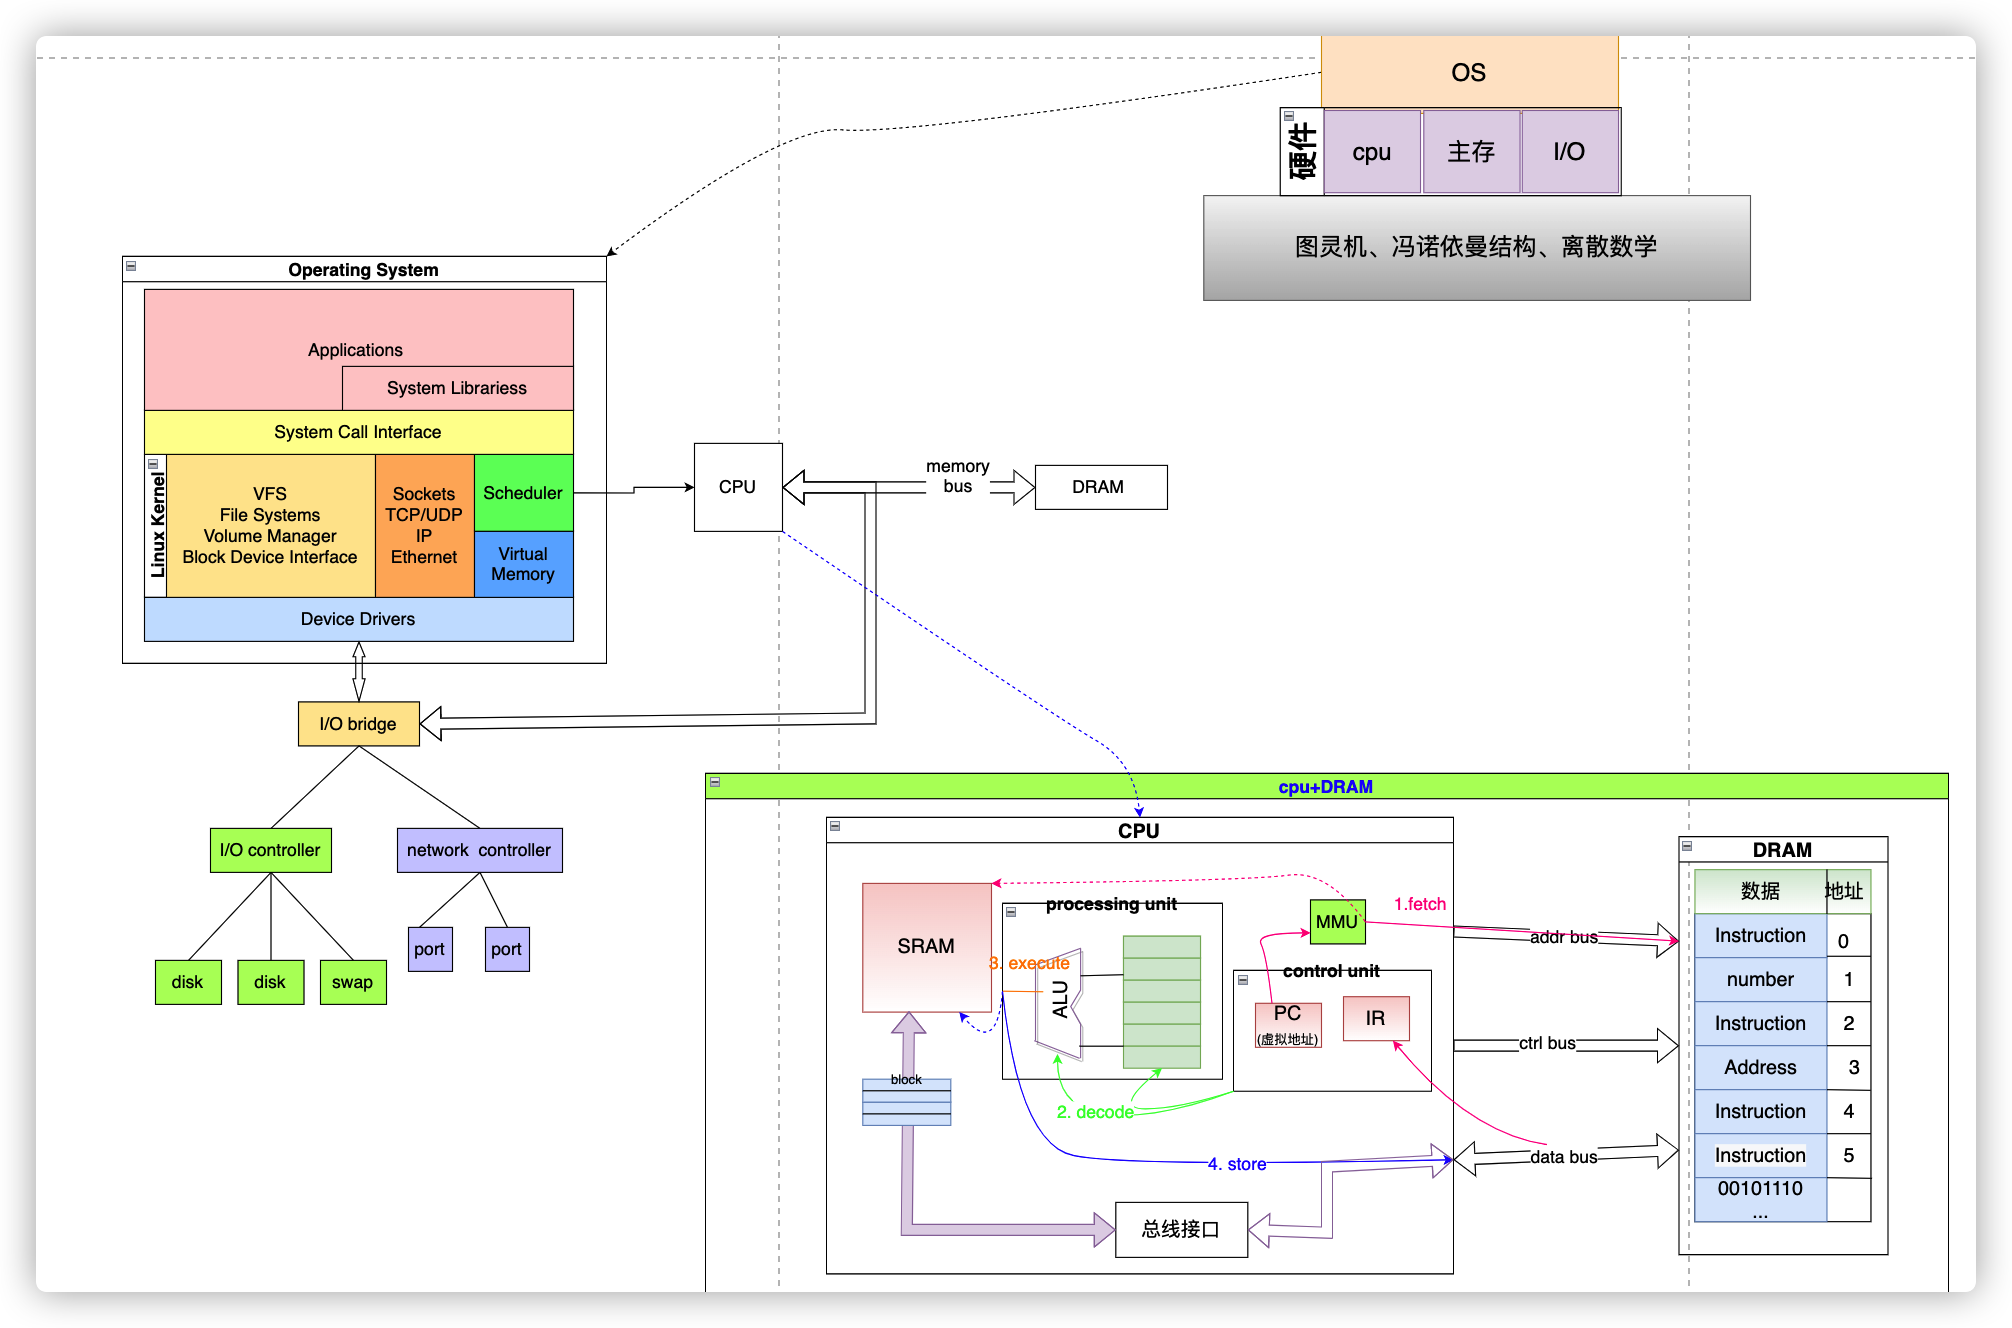 OS
硬件
cpu
主存
I/O
图灵机、冯诺依曼结构、离散数学
Operating System
Applications
System Librariess
System Call Interface
Linux Kernel
VFS
File Systems
Volume Manager
Block Device Interface
Sockets
TCP/UDP
IP
Ethernet
Scheduler
Virtual
Memory
Device Drivers
CPU
memory
bus
DRAM
I/O bridge
I/O controller
network controller
disk
disk
swap
port
port
cpu+DRAM
CPU
SRAM
processing unit
3. execute
ALU
MMU
1.fetch
control unit
PC
(虚拟地址)
IR
block
2. decode
4. store
总线接口
addr bus
ctrl bus
data bus
DRAM
数据 地址
Instruction 0
number 1
Instruction 2
Address 3
Instruction 4
Instruction 5
00101110
...